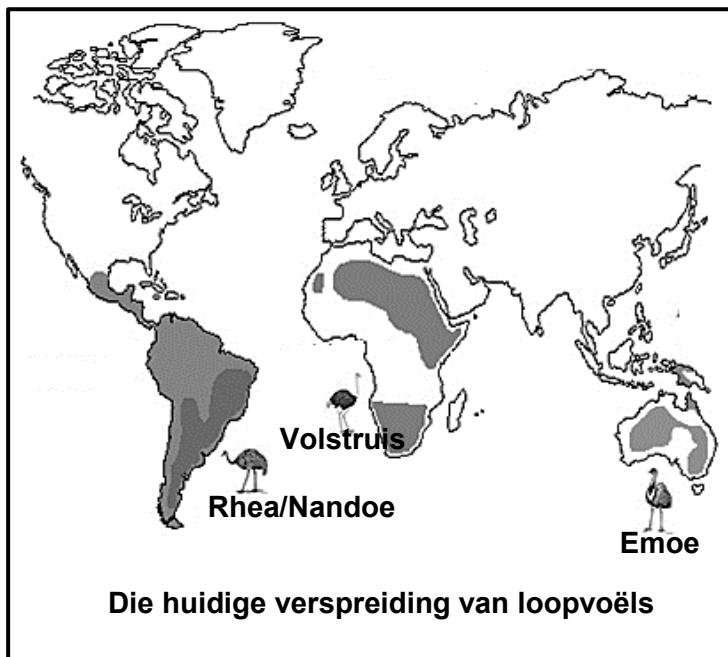 Volstruis
Rhea/Nandoe
Emoe
Die huidige verspreiding van loopvoëls